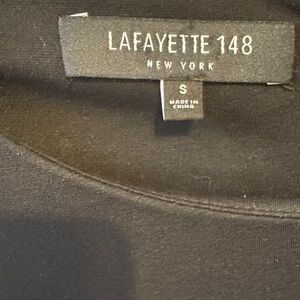 LAFAYETTE 148
NEW YORK
S
MADE IN
CHINA